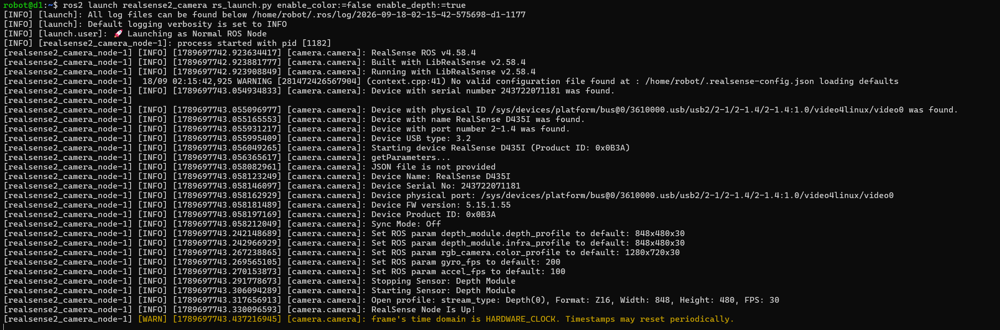 robot@d1:~$ ros2 launch realsense2_camera rs_launch.py enable_color:=false enable_depth:=true
[INFO] [launch]: All log files can be found below /home/robot/.ros/log/2026-09-18-02-15-42-575698-d1-1177
[INFO] [launch]: Default logging verbosity is set to INFO
[INFO] [launch.user]: 🚀 Launching as Normal ROS Node
[INFO] [realsense2_camera_node-1]: process started with pid [1182]
[realsense2_camera_node-1] [INFO] [1789697742.923634417] [camera.camera]: RealSense ROS v4.58.4
[realsense2_camera_node-1] [INFO] [1789697742.923881777] [camera.camera]: Built with LibRealSense v2.58.4
[realsense2_camera_node-1] [INFO] [1789697742.923908849] [camera.camera]: Running with LibRealSense v2.58.4
[realsense2_camera_node-1]  18/09 02:15:42,925 WARNING [281472426567904] (context.cpp:41) No valid configuration file found at : /home/robot/.realsense-config.json loading defaults
[realsense2_camera_node-1] [INFO] [1789697743.054934833] [camera.camera]: Device with serial number 243722071181 was found.
[realsense2_camera_node-1]
[realsense2_camera_node-1] [INFO] [1789697743.055096977] [camera.camera]: Device with physical ID /sys/devices/platform/bus@0/3610000.usb/usb2/2-1/2-1.4/2-1.4:1.0/video4linux/video0 was found.
[realsense2_camera_node-1] [INFO] [1789697743.055165553] [camera.camera]: Device with name RealSense D435I was found.
[realsense2_camera_node-1] [INFO] [1789697743.055931217] [camera.camera]: Device with port number 2-1.4 was found.
[realsense2_camera_node-1] [INFO] [1789697743.055995409] [camera.camera]: Device USB type: 3.2
[realsense2_camera_node-1] [INFO] [1789697743.056049265] [camera.camera]: Starting device RealSense D435I (Product ID: 0x0B3A)
[realsense2_camera_node-1] [INFO] [1789697743.056365617] [camera.camera]: getParameters...
[realsense2_camera_node-1] [INFO] [1789697743.058082961] [camera.camera]: JSON file is not provided
[realsense2_camera_node-1] [INFO] [1789697743.058123249] [camera.camera]: Device Name: RealSense D435I
[realsense2_camera_node-1] [INFO] [1789697743.058146097] [camera.camera]: Device Serial No: 243722071181
[realsense2_camera_node-1] [INFO] [1789697743.058162929] [camera.camera]: Device physical port: /sys/devices/platform/bus@0/3610000.usb/usb2/2-1/2-1.4/2-1.4:1.0/video4linux/video0
[realsense2_camera_node-1] [INFO] [1789697743.058181489] [camera.camera]: Device FW version: 5.15.1.55
[realsense2_camera_node-1] [INFO] [1789697743.058197169] [camera.camera]: Device Product ID: 0x0B3A
[realsense2_camera_node-1] [INFO] [1789697743.058212049] [camera.camera]: Sync Mode: Off
[realsense2_camera_node-1] [INFO] [1789697743.242148689] [camera.camera]: Set ROS param depth_module.depth_profile to default: 848x480x30
[realsense2_camera_node-1] [INFO] [1789697743.242966929] [camera.camera]: Set ROS param depth_module.infra_profile to default: 848x480x30
[realsense2_camera_node-1] [INFO] [1789697743.267238865] [camera.camera]: Set ROS param rgb_camera.color_profile to default: 1280x720x30
[realsense2_camera_node-1] [INFO] [1789697743.269565105] [camera.camera]: Set ROS param gyro_fps to default: 200
[realsense2_camera_node-1] [INFO] [1789697743.270153873] [camera.camera]: Set ROS param accel_fps to default: 100
[realsense2_camera_node-1] [INFO] [1789697743.291778673] [camera.camera]: Stopping Sensor: Depth Module
[realsense2_camera_node-1] [INFO] [1789697743.306094289] [camera.camera]: Starting Sensor: Depth Module
[realsense2_camera_node-1] [INFO] [1789697743.317656913] [camera.camera]: Open profile: stream_type: Depth(0), Format: Z16, Width: 848, Height: 480, FPS: 30
[realsense2_camera_node-1] [INFO] [1789697743.330096593] [camera.camera]: RealSense Node Is Up!
[realsense2_camera_node-1] [WARN] [1789697743.437216945] [camera.camera]: frame's time domain is HARDWARE_CLOCK. Timestamps may reset periodically.